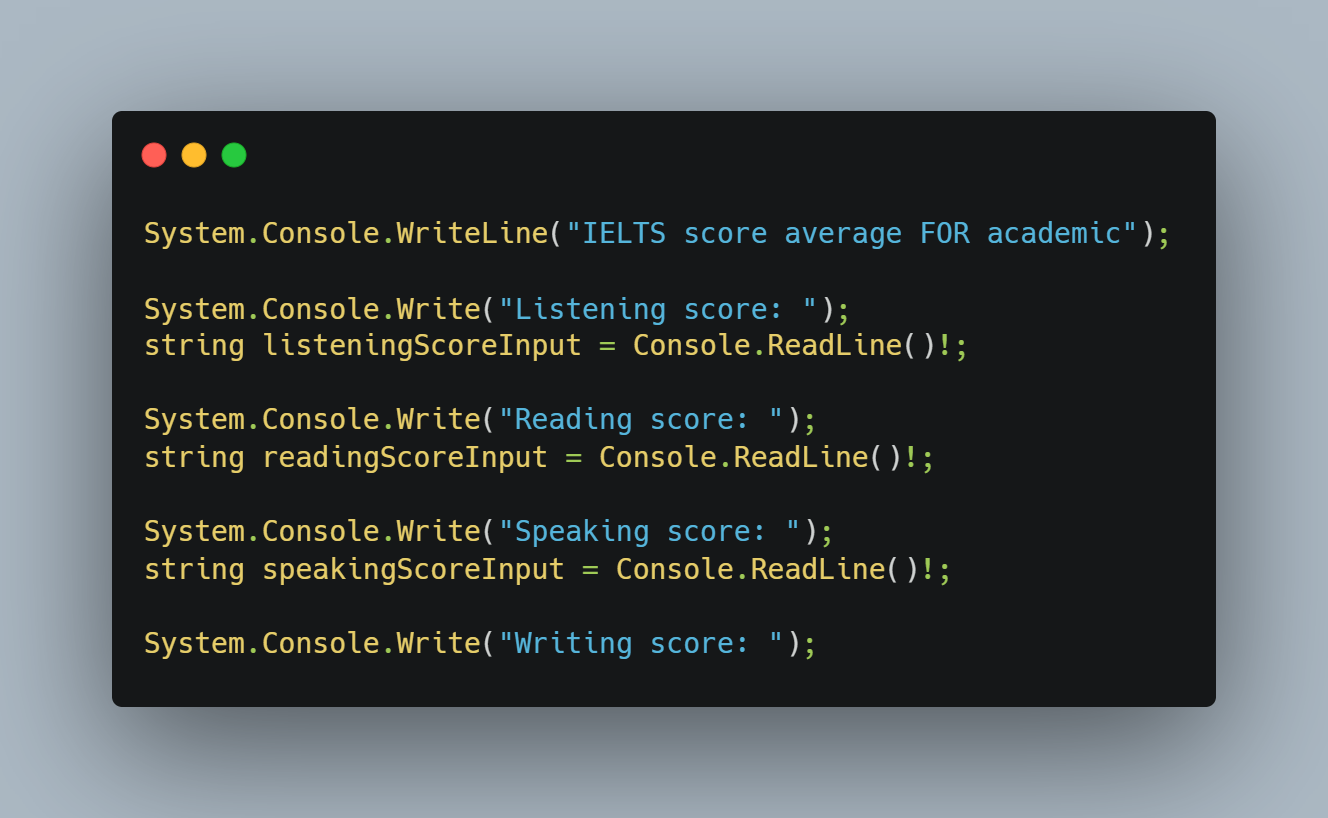 System.Console.WriteLine("IELTS score average FOR academic");
System.Console.Write("Listening score: ");
string listeningScoreInput = Console.ReadLine()!;
System.Console.Write("Reading score: ");
string readingScoreInput = Console.ReadLine()!;
System.Console.Write("Speaking score: ");
string speakingScoreInput = Console.ReadLine()!;
System.Console.Write("Writing score: ");